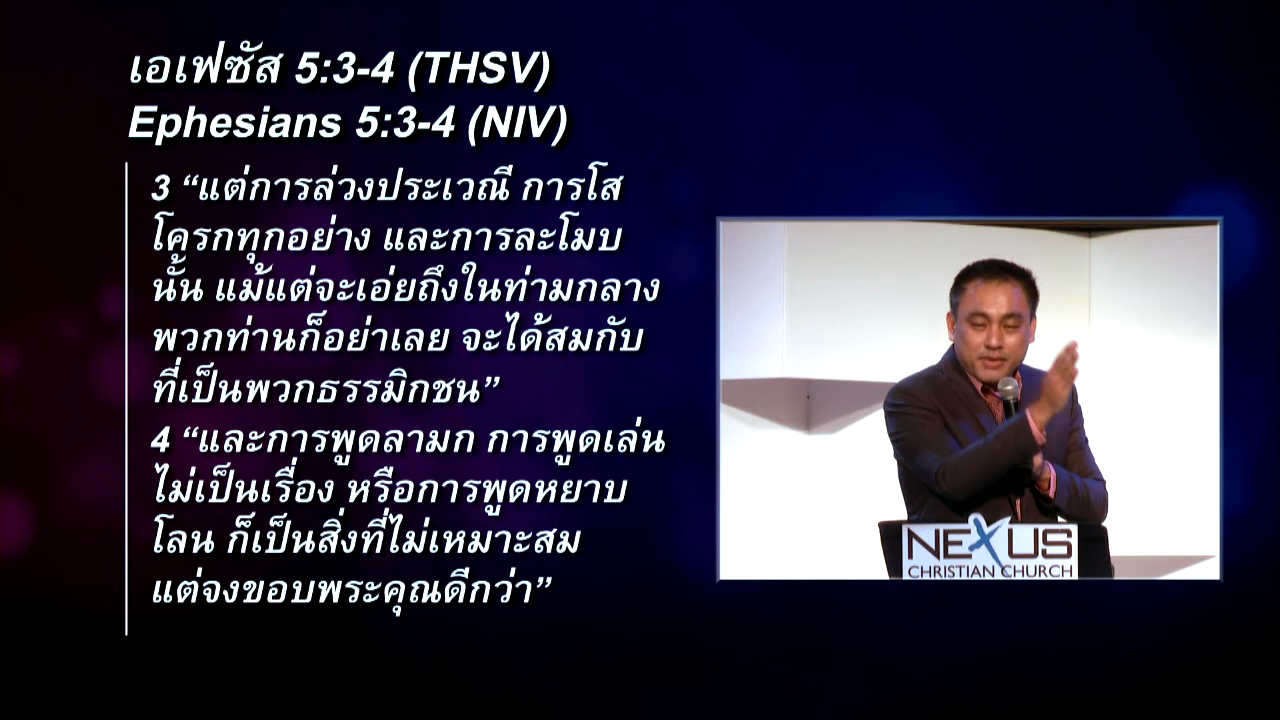 เอเฟซัส 5:3-4 (THSV)
Ephesians 5:3-4 (NIV)
3 “แต่การล่วงประเวณี การโส
โครกทุกอย่าง และการละโมบ
นั้น แม้แต่จะเอ่ยถึงในท่ามกลาง
พวกท่านก็อย่าเลย จะได้สมกับ
ที่เป็นพวกธรรมิกชน”
4 “และการพูดลามก การพูดเล่น
ไม่เป็นเรื่อง หรือการพูดหยาบ
โลน ก็เป็นสิ่งที่ไม่เหมาะสม
แต่จงขอบพระคุณดีกว่า”
NEXUS
CHRISTIAN CHURCH